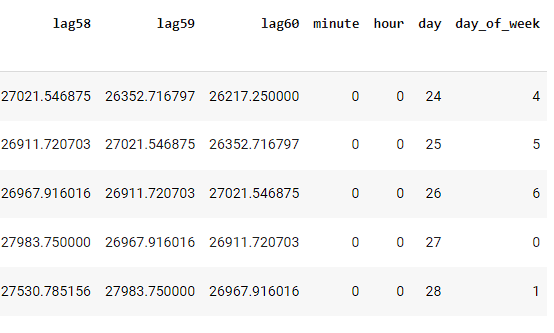 lag58 lag59 lag60 minute hour day day_of_week
27021.546875 26352.716797 26217.250000 0 0 24 4
26911.720703 27021.546875 26352.716797 0 0 25 5
26967.916016 26911.720703 27021.546875 0 0 26 6
27983.750000 26967.916016 26911.720703 0 0 27 0
27530.785156 27983.750000 26967.916016 0 0 28 1